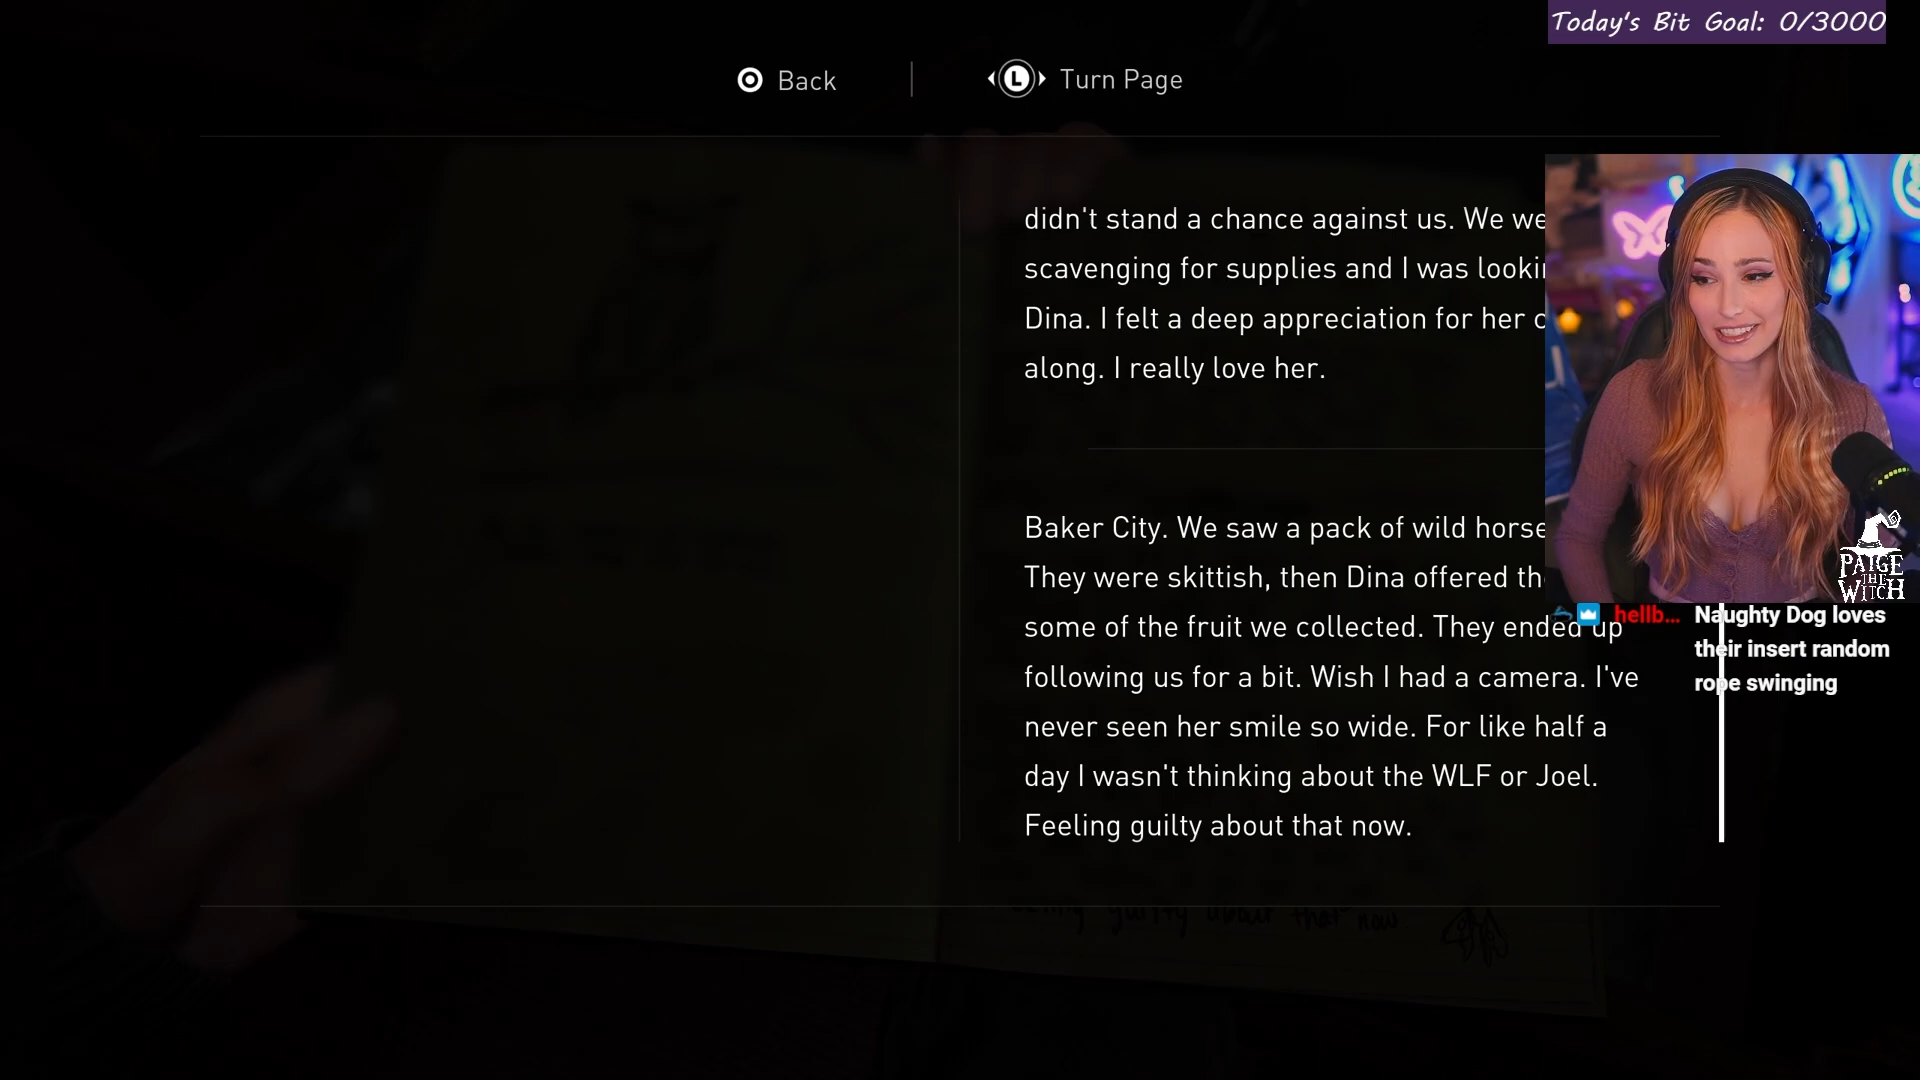 Today's Bit Goal: 0/3000
Back
L Turn Page
didn't stand a chance against us. We we
scavenging for supplies and I was looki
Dina. I felt a deep appreciation for her
along. I really love her.
Baker City. We saw a pack of wild horse
They were skittish, then Dina offered th
some of the fruit we collected. They ended up
following us for a bit. Wish I had a camera. I've
never seen her smile so wide. For like half a
day I wasn't thinking about the WLF or Joel.
Feeling guilty about that now.
guilty about that now
PAIGE
THE
WITCH
hellb... Naughty Dog loves
their insert random
rope swinging